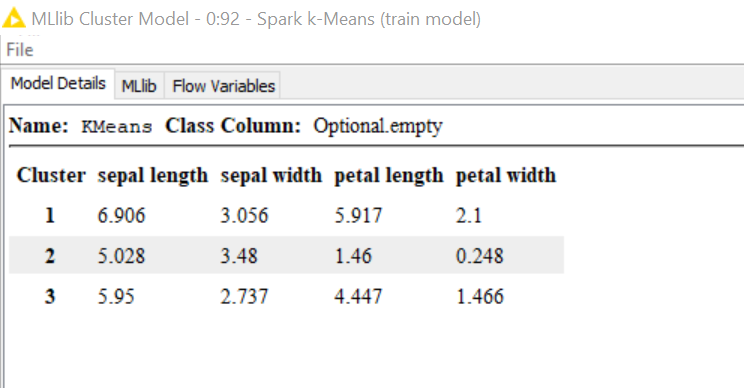 MLlib Cluster Model - 0:92 - Spark k-Means (train model)
File
Model Details MLlib Flow Variables
Name: KMeans Class Column: Optional.empty
Cluster sepal length sepal width petal length petal width
1 6.906 3.056 5.917 2.1
2 5.028 3.48 1.46 0.248
3 5.95 2.737 4.447 1.466